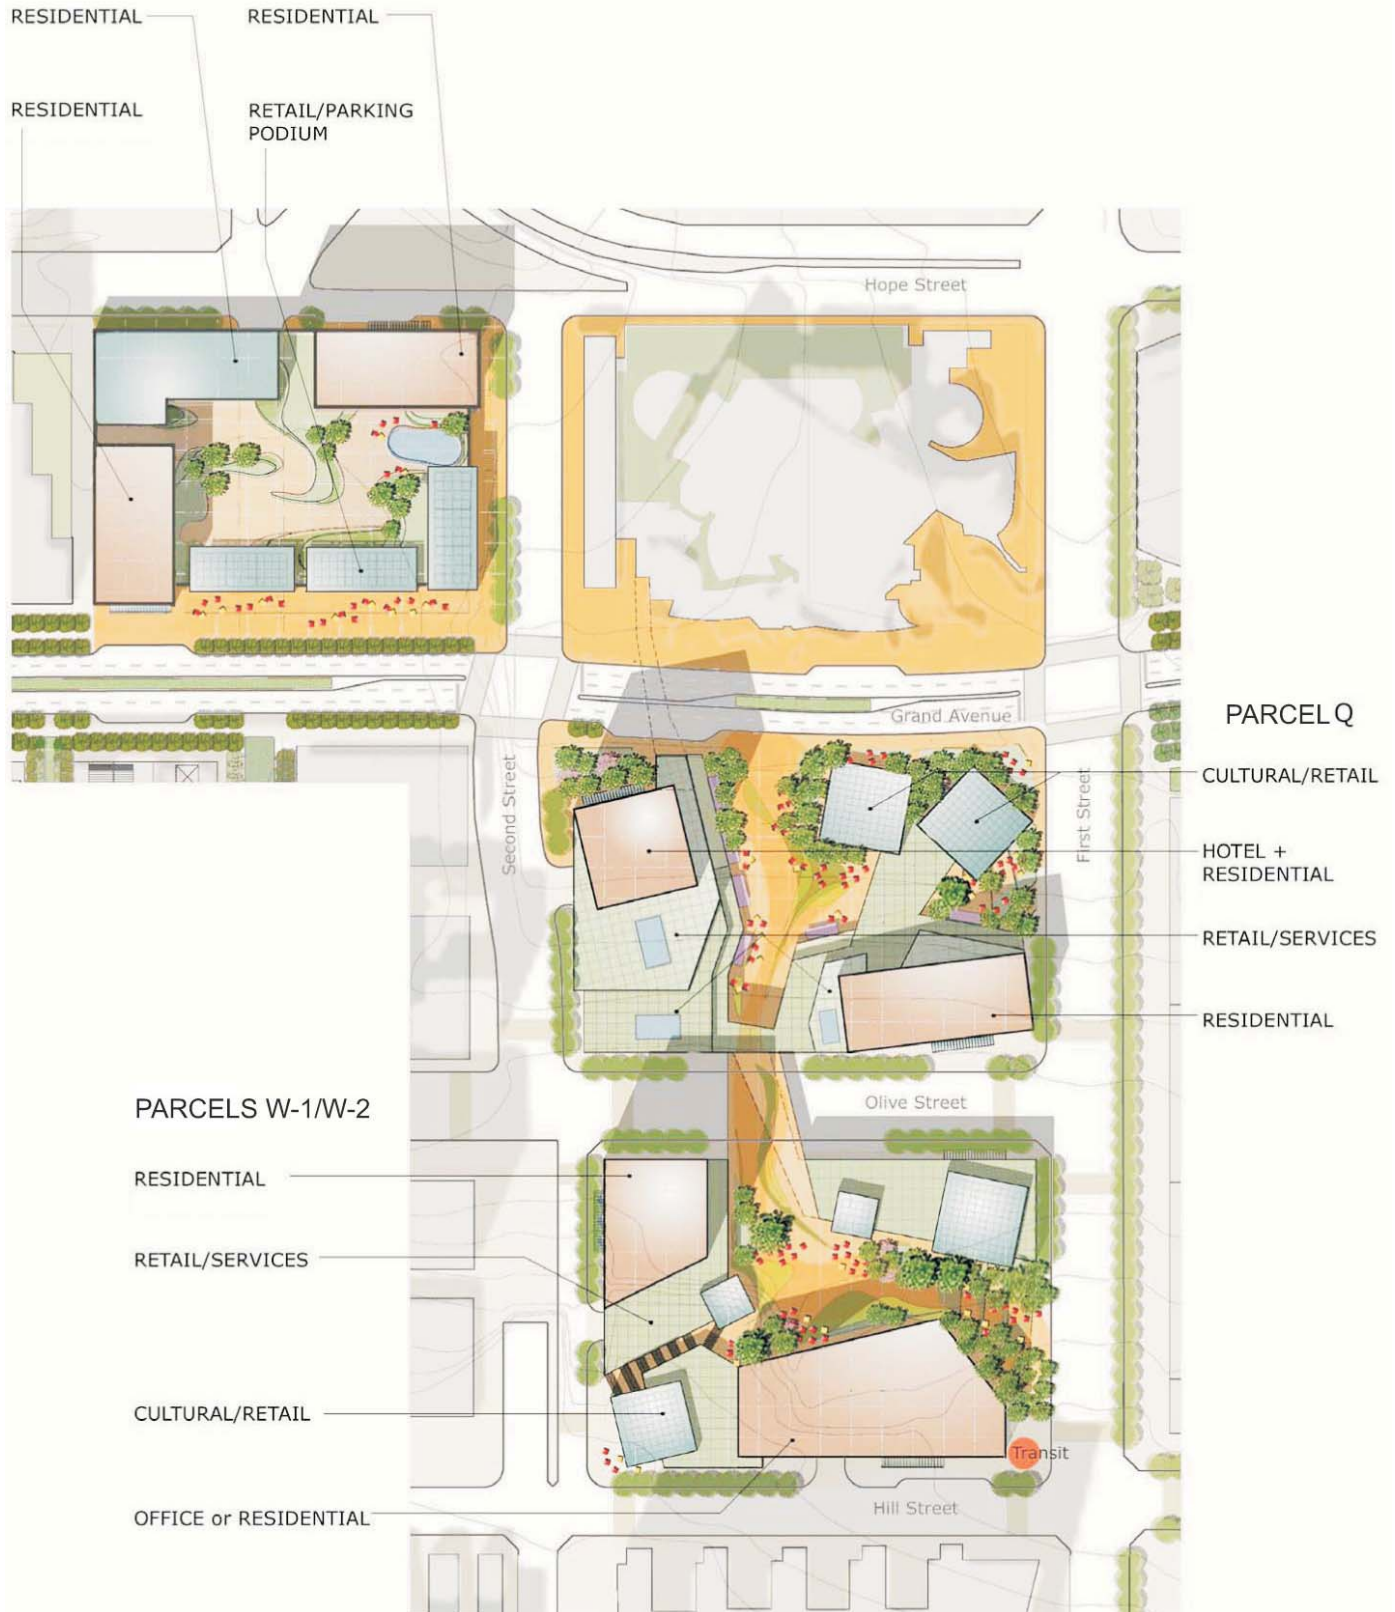 RESIDENTIAL
RESIDENTIAL
RESIDENTIAL
RETAIL/PARKING
PODIUM
Hope Street
Grand Avenue
Second Street
First Street
PARCEL Q
CULTURAL/RETAIL
HOTEL +
RESIDENTIAL
RETAIL/SERVICES
RESIDENTIAL
Olive Street
PARCELS W-1/W-2
RESIDENTIAL
RETAIL/SERVICES
CULTURAL/RETAIL
OFFICE or RESIDENTIAL
Transit
Hill Street